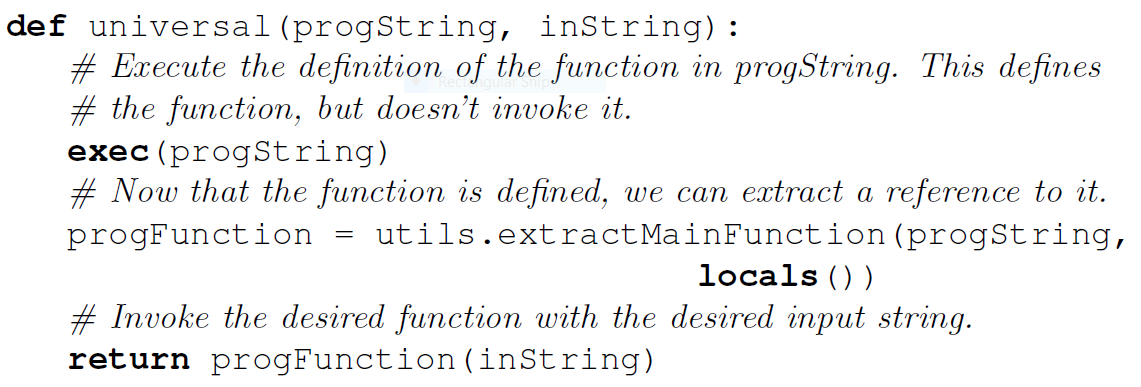 def universal(progString, inString):
# Execute the definition of the function in progString. This defines
# the function, but doesn't invoke it.
exec(progString)
# Now that the function is defined, we can extract a reference to it.
progFunction = utils.extractMainFunction(progString,
locals())
# Invoke the desired function with the desired input string.
return progFunction(inString)